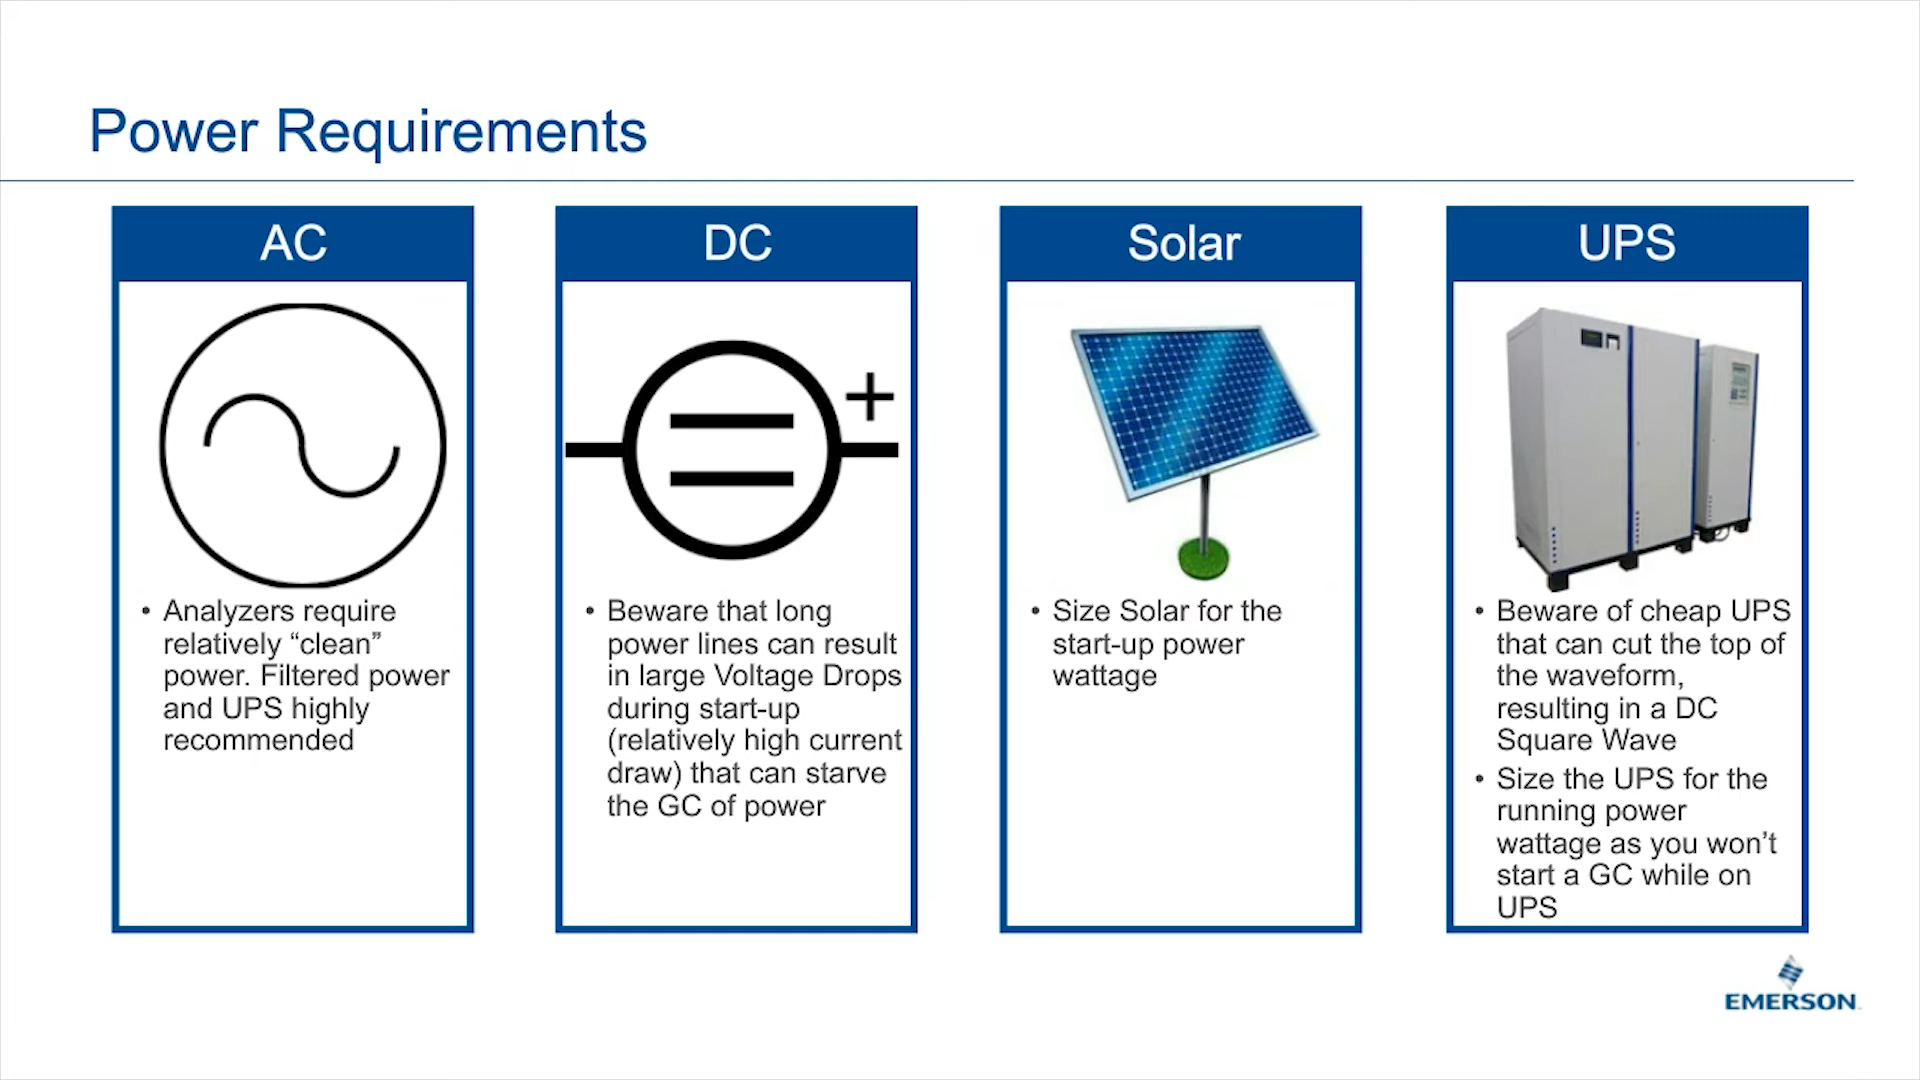 Power Requirements
AC
• Analyzers require
relatively “clean”
power. Filtered power
and UPS highly
recommended
DC
• Beware that long
power lines can result
in large Voltage Drops
during start-up
(relatively high current
draw) that can starve
the GC of power
Solar
• Size Solar for the
start-up power
wattage
UPS
• Beware of cheap UPS
that can cut the top of
the waveform,
resulting in a DC
Square Wave
• Size the UPS for the
running power
wattage as you won’t
start a GC while on
UPS
EMERSON